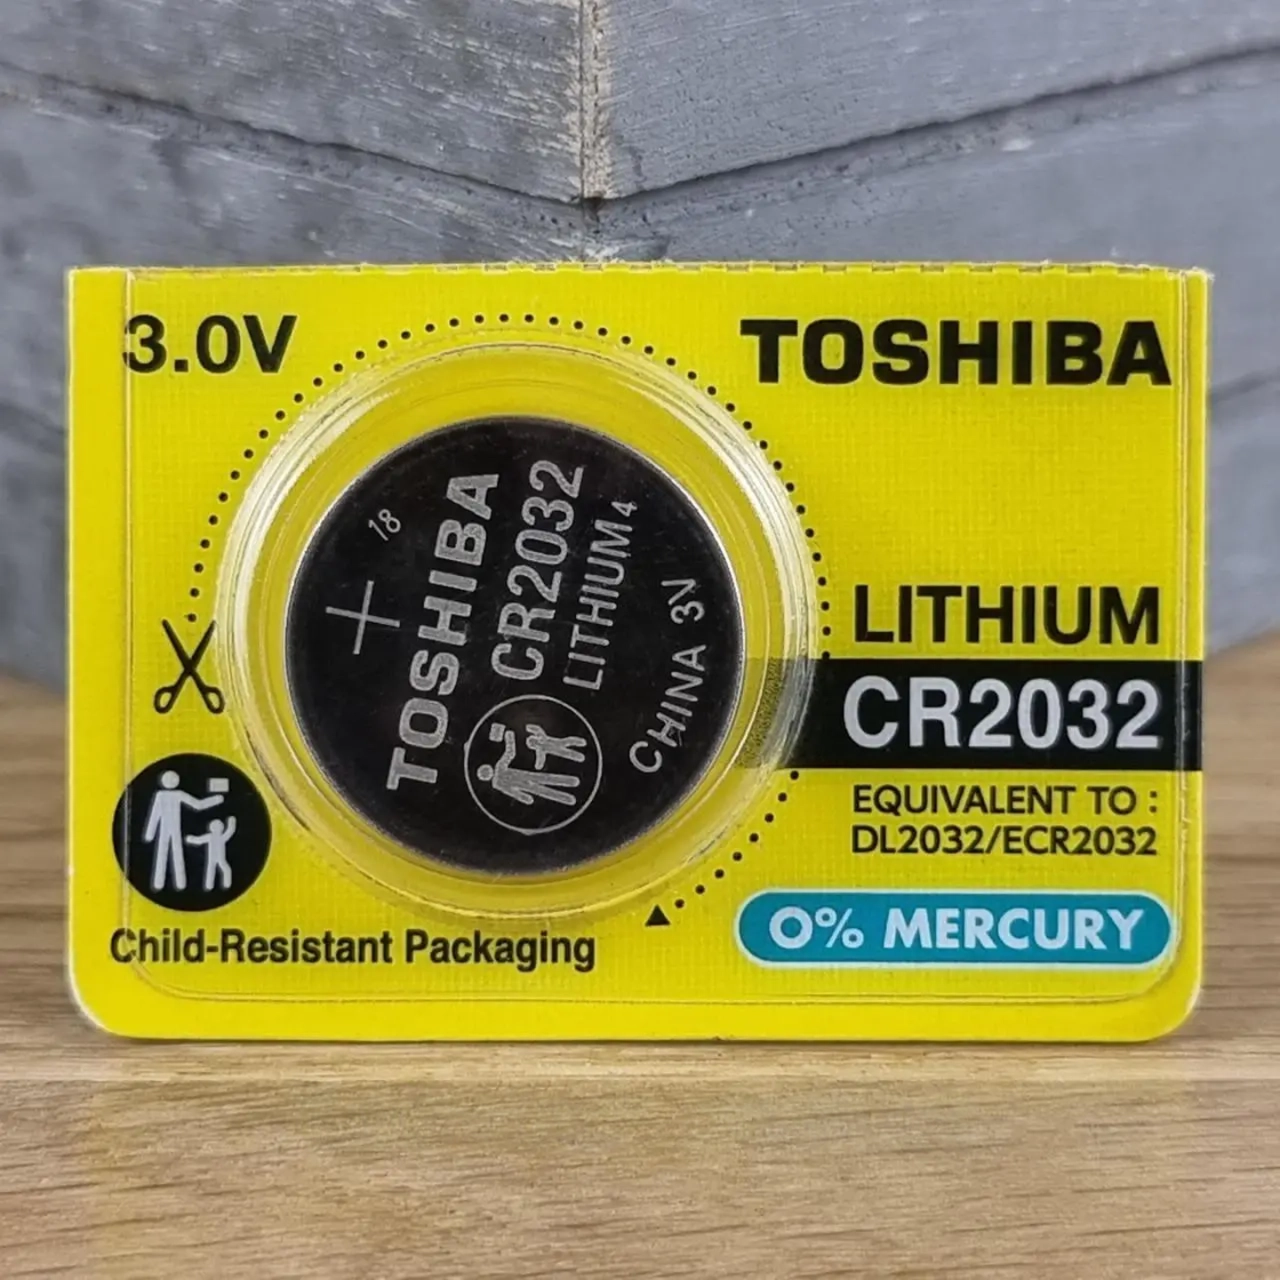 3.0V
TOSHIBA
18
+
TOSHIBA
CR2032
LITHIUM 4
CHINA 3V
LITHIUM
CR2032
EQUIVALENT TO :
DL2032/ECR2032
0% MERCURY
Child-Resistant Packaging